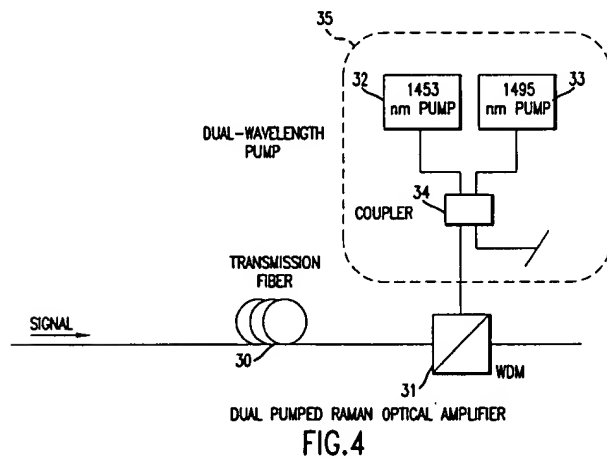 35
32
1453
nm PUMP
1495
nm PUMP
33
DUAL-WAVELENGTH
PUMP
34
COUPLER
TRANSMISSION
FIBER
SIGNAL
30
31
WDM
DUAL PUMPED RAMAN OPTICAL AMPLIFIER
FIG.4